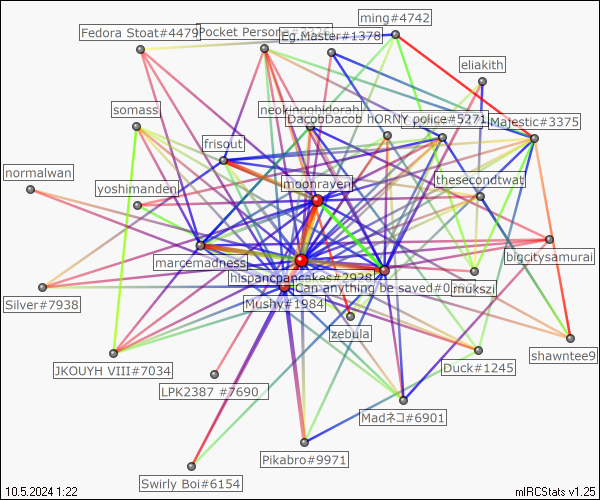 ming#4742
Fedora Stoat#4479
Eg.Master#1378
eliakith
somass
DacobDacob
hORNY police#5271
Majestic#3375
frisout
normalwan
moonraven
thesecondtwat
yoshimanden
marcemadness
bigcitysamurai
hispancpancakes#2928
Can anything be saved#0
mukszi
Silver#7938
Mushy#1984
zebula
shawntee9
JKOUYH VIII#7034
Duck#1245
LPK2387 #7690
Madネコ#6901
Pikabro#9971
Swirly Boi#6154
10.5.2024 1:22
mIRCStats v1.25